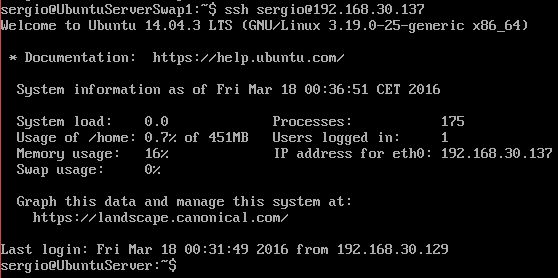 sergio@UbuntuServerSwap1:~$ ssh sergio@192.168.30.137
Welcome to Ubuntu 14.04.3 LTS (GNU/Linux 3.19.0-25-generic x86_64)
* Documentation:  https://help.ubuntu.com/
System information as of Fri Mar 18 00:36:51 CET 2016
System load:    0.0               Processes:           175
Usage of /home: 0.7% of 451MB   Users logged in:     1
Memory usage:   16%               IP address for eth0: 192.168.30.137
Swap usage:     0%
Graph this data and manage this system at:
https://landscape.canonical.com/
Last login: Fri Mar 18 00:31:49 2016 from 192.168.30.129
sergio@UbuntuServer:~$